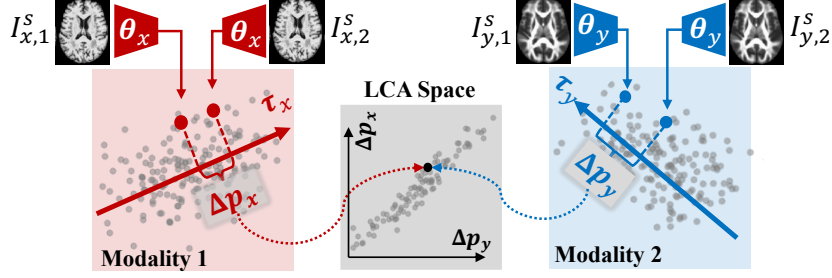 I^s_{x,1} θ_x θ_x I^s_{x,2}
I^s_{y,1} θ_y θ_y I^s_{y,2}
τ_x
Δp_x
Modality 1
LCA Space
Δp_x
Δp_y
τ_y
Δp_y
Modality 2